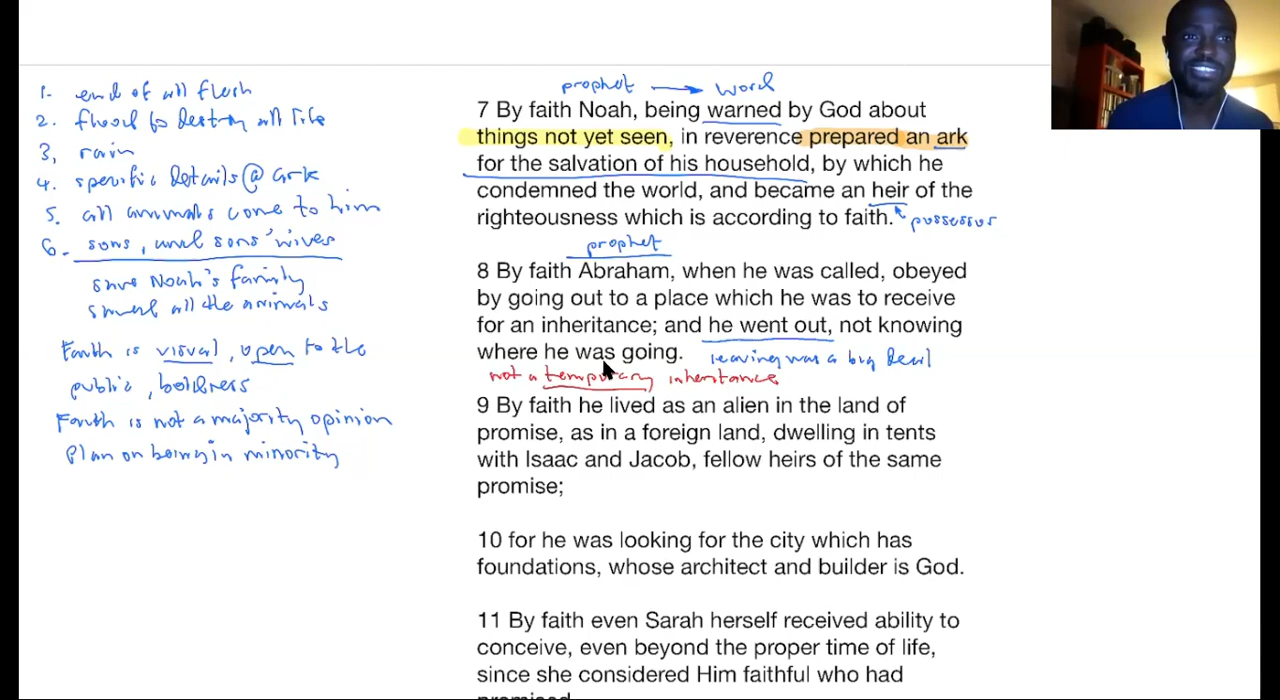 1. end of all flesh
2. flood to destroy all life
3, rain
4. specific details @ ark
5. all animals come to him
6. sons, and sons' wives
save Noah's family
and all the animals
Faith is visual, open to the
public, boldness
Faith is not a majority opinion
Plan on being in minority
prophet → word
7 By faith Noah, being warned by God about
things not yet seen, in reverence prepared an ark
for the salvation of his household, by which he
condemned the world, and became an heir of the
righteousness which is according to faith.
possessor
prophet
8 By faith Abraham, when he was called, obeyed
by going out to a place which he was to receive
for an inheritance; and he went out, not knowing
where he was going.
leaving was a big deal
not a temporary inheritance
9 By faith he lived as an alien in the land of
promise, as in a foreign land, dwelling in tents
with Isaac and Jacob, fellow heirs of the same
promise;
10 for he was looking for the city which has
foundations, whose architect and builder is God.
11 By faith even Sarah herself received ability to
conceive, even beyond the proper time of life,
since she considered Him faithful who had
promised